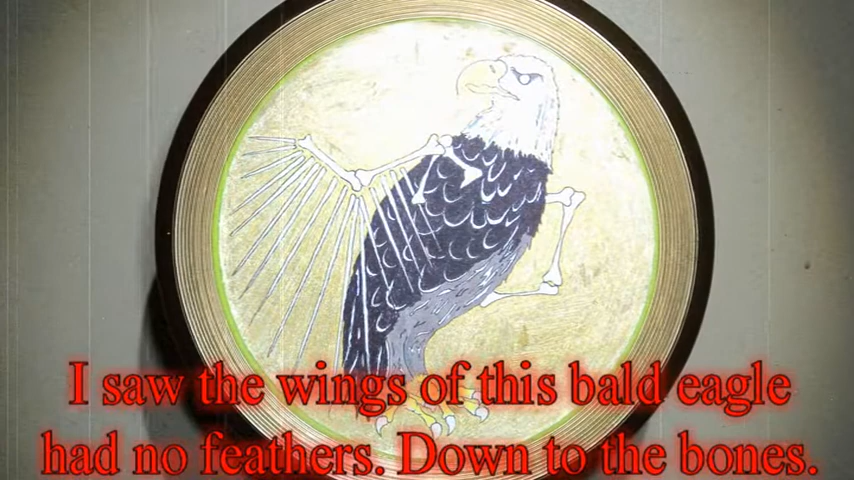 I saw the wings of this bald eagle
had no feathers. Down to the bones.